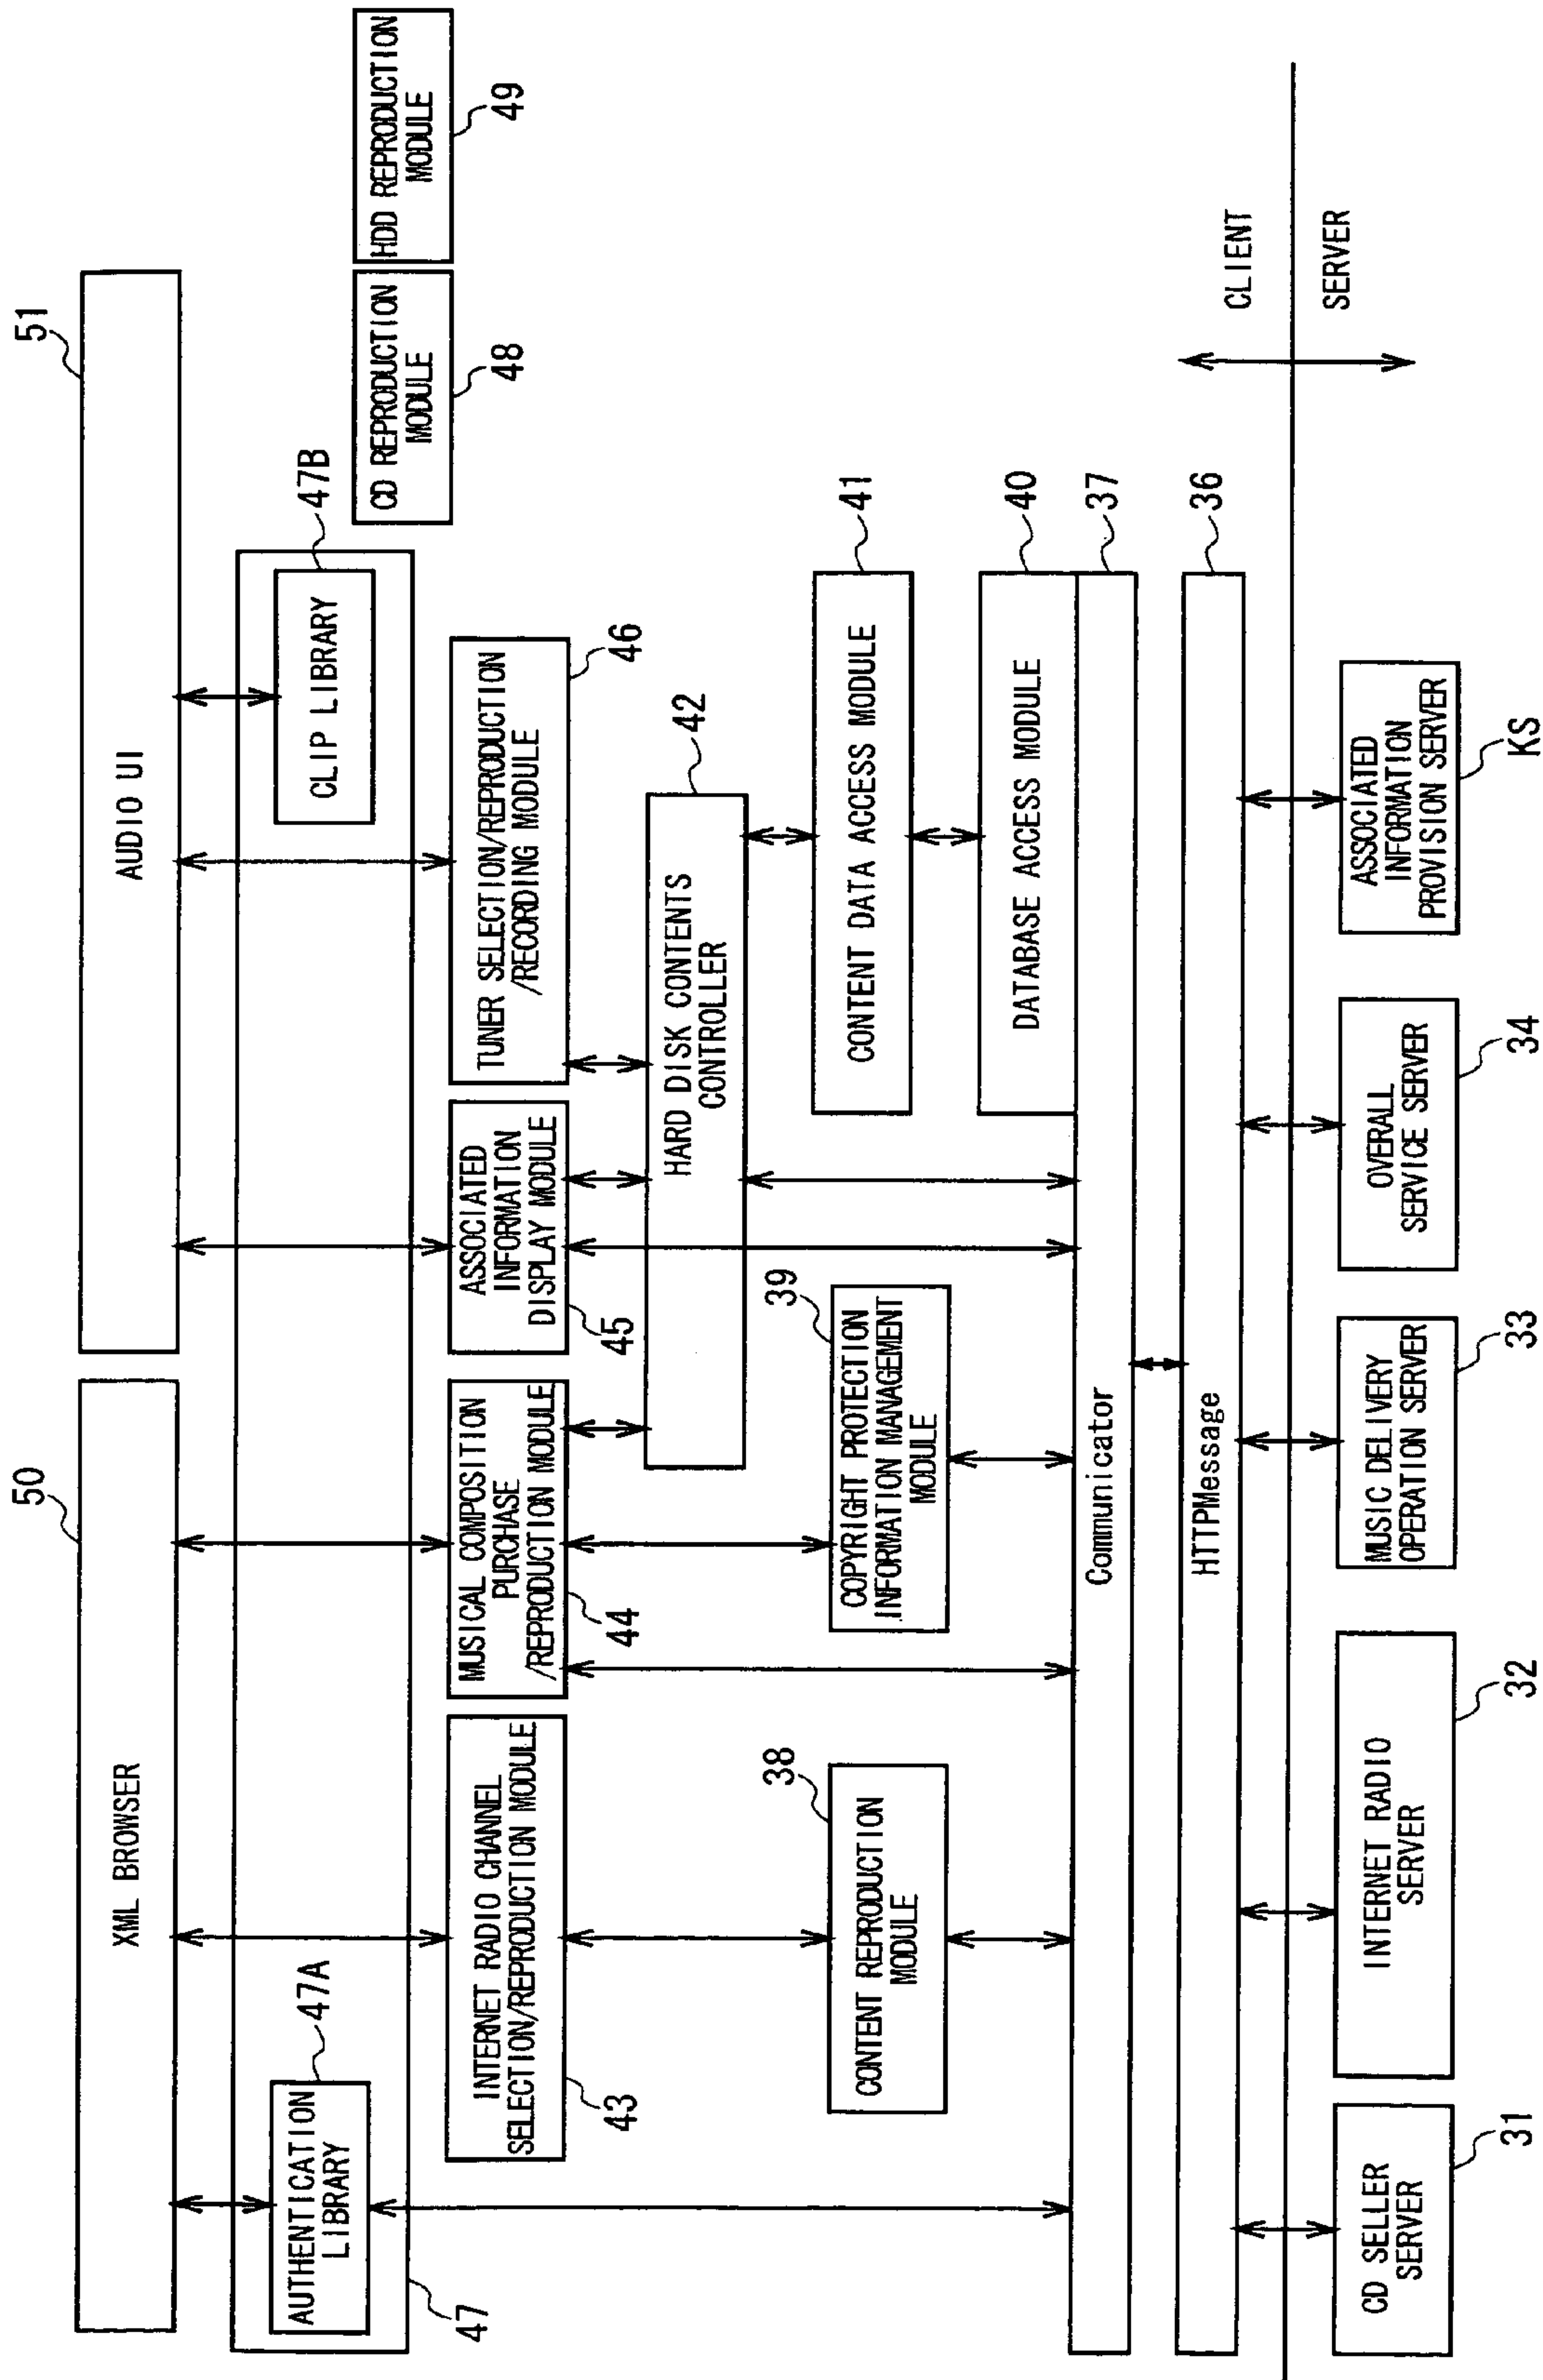 50
XML BROWSER
51
AUDIO UI
47
47A
AUTHENTICATION
LIBRARY
47B
CLIP LIBRARY
CD REPRODUCTION
MODULE
48
HDD REPRODUCTION
MODULE
49
INTERNET RADIO CHANNEL
SELECTION/REPRODUCTION MODULE
43
MUSICAL COMPOSITION
PURCHASE
/REPRODUCTION MODULE
44
ASSOCIATED
INFORMATION
DISPLAY MODULE
45
TUNER SELECTION/REPRODUCTION
/RECORDING MODULE
46
HARD DISK CONTENTS
CONTROLLER
42
38
CONTENT REPRODUCTION
MODULE
39
COPYRIGHT PROTECTION
INFORMATION MANAGEMENT
MODULE
CONTENT DATA ACCESS MODULE
41
DATABASE ACCESS MODULE
40
Communicator
37
HTTPMessage
36
CLIENT
SERVER
CD SELLER
SERVER
31
INTERNET RADIO
SERVER
32
MUSIC DELIVERY
OPERATION SERVER
33
OVERALL
SERVICE SERVER
34
ASSOCIATED
INFORMATION
PROVISION SERVER
KS